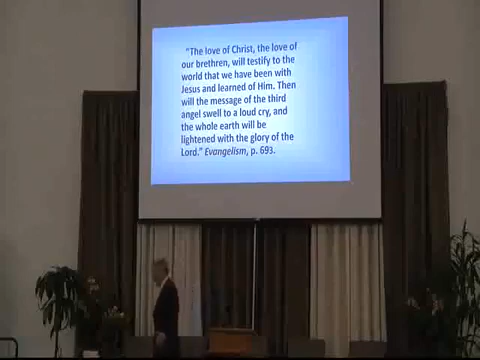 "The love of Christ, the love of
our brethren, will testify to the
world that we have been with
Jesus and learned of Him. Then
will the message of the third
angel swell to a loud cry, and
the whole earth will be
lightened with the glory of the
Lord." Evangelism, p. 693.